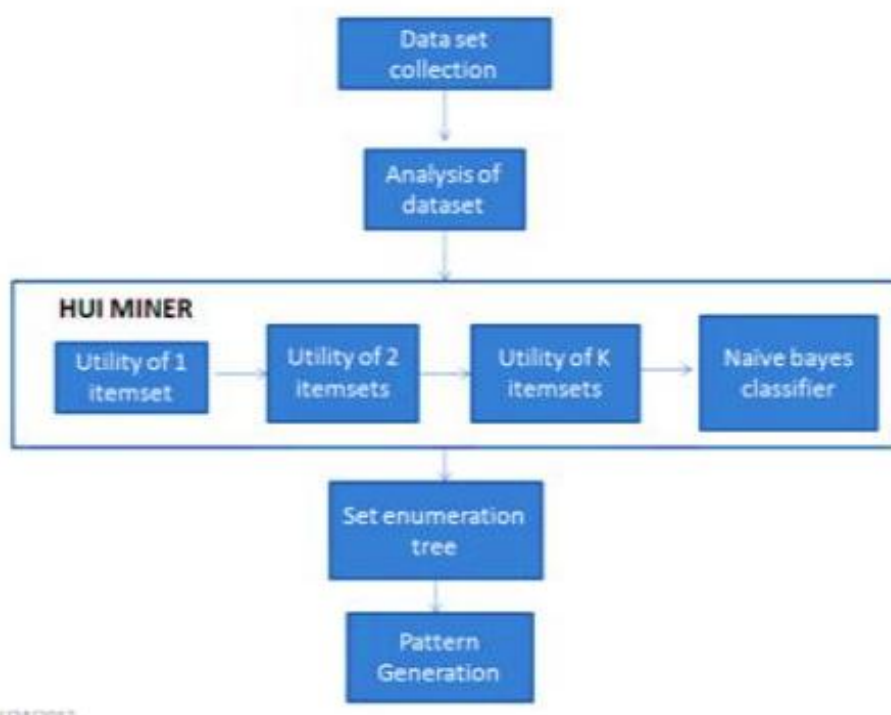 Data set
collection
Analysis of
dataset
HUI MINER
Utility of 1
itemset
Utility of 2
itemsets
Utility of K
itemsets
Naïve bayes
classifier
Set enumeration
tree
Pattern
Generation